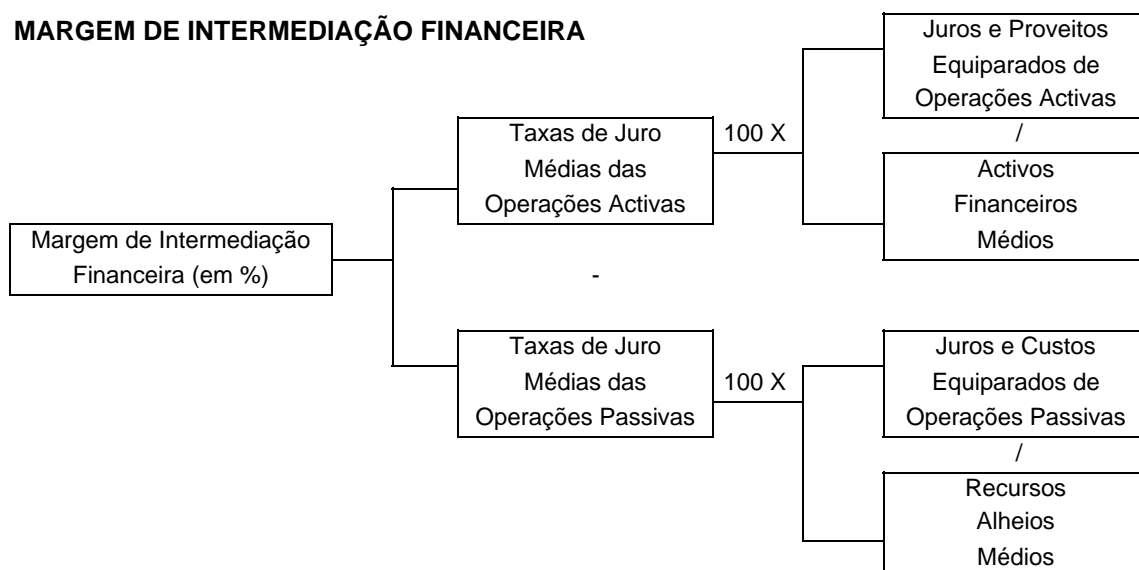 MARGEM DE INTERMEDIAÇÃO FINANCEIRA
Margem de Intermediação
Financeira (em %)
Taxas de Juro
Médias das
Operações Activas
100 X
Juros e Proveitos
Equiparados de
Operações Activas
/
Activos
Financeiros
Médios
-
Taxas de Juro
Médias das
Operações Passivas
100 X
Juros e Custos
Equiparados de
Operações Passivas
/
Recursos
Alheios
Médios